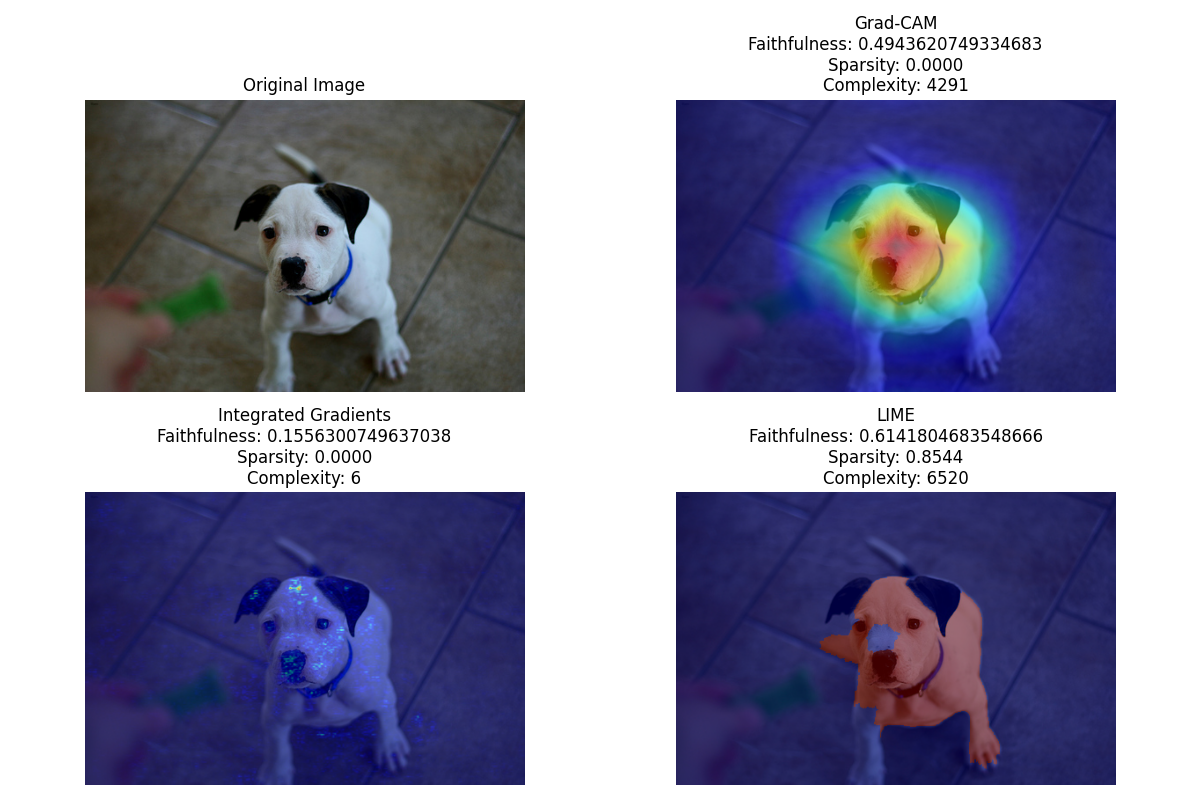 Original Image
Grad-CAM
Faithfulness: 0.4943620749334683
Sparsity: 0.0000
Complexity: 4291
Integrated Gradients
Faithfulness: 0.1556300749637038
Sparsity: 0.0000
Complexity: 6
LIME
Faithfulness: 0.6141804683548666
Sparsity: 0.8544
Complexity: 6520